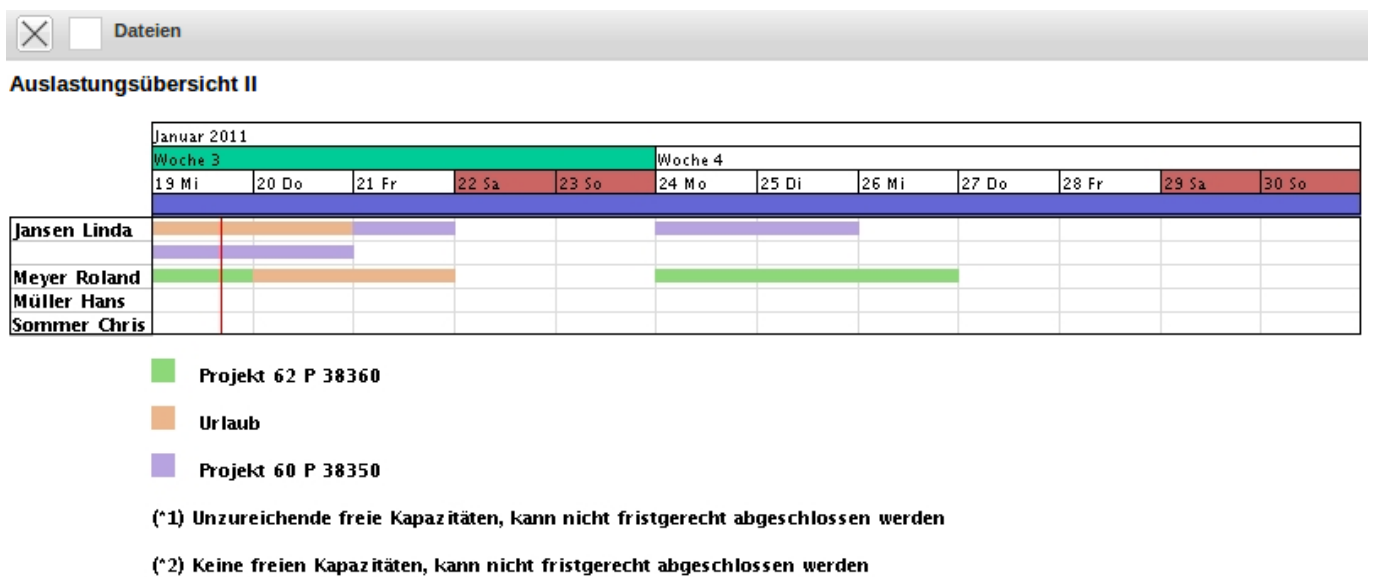 Dateien
Auslastungsübersicht II
Januar 2011
Woche 3 Woche 4
19 Mi 20 Do 21 Fr 22 Sa 23 So 24 Mo 25 Di 26 Mi 27 Do 28 Fr 29 Sa 30 So
Jansen Linda
Meyer Roland
Müller Hans
Sommer Chris
Projekt 62 P 38360
Urlaub
Projekt 60 P 38350
(*1) Unzureichende freie Kapazitäten, kann nicht fristgerecht abgeschlossen werden
(*2) Keine freien Kapazitäten, kann nicht fristgerecht abgeschlossen werden